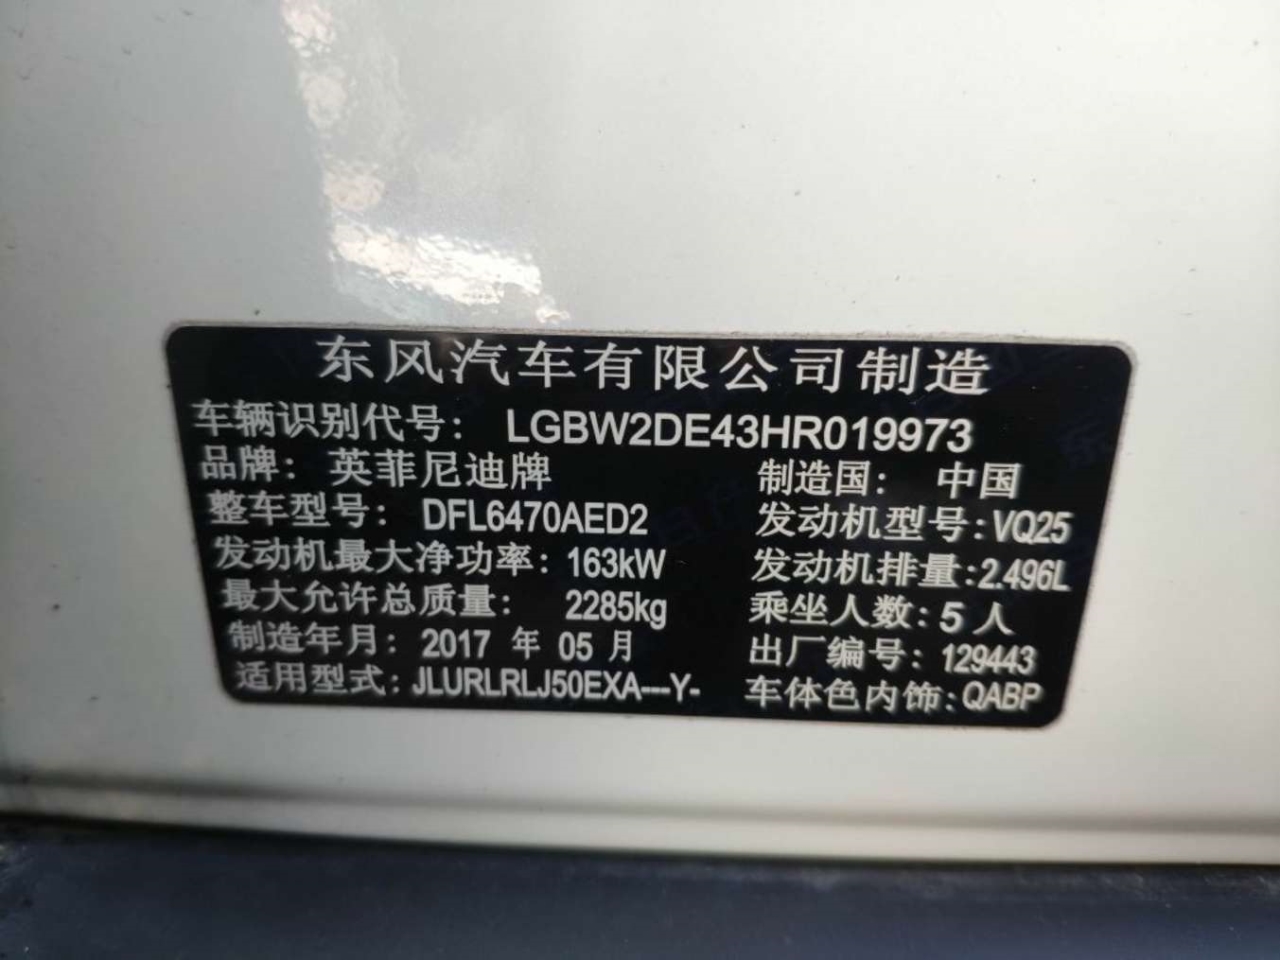 东风汽车有限公司制造
车辆识别代号: LGBW2DE43HR019973
品牌: 英菲尼迪牌 制造国: 中国
整车型号: DFL6470AED2 发动机型号: VQ25
发动机最大净功率: 163kW 发动机排量: 2.496L
最大允许总质量: 2285kg 乘坐人数: 5 人
制造年月: 2017 年 05 月 出厂编号: 129443
适用型式: JLURLRLJ50EXA---Y- 车体色内饰: QABP